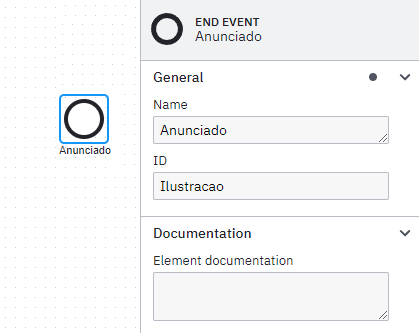 END EVENT
Anunciado
General
Name
Anunciado
Anunciado
ID
Ilustracao
Documentation
Element documentation